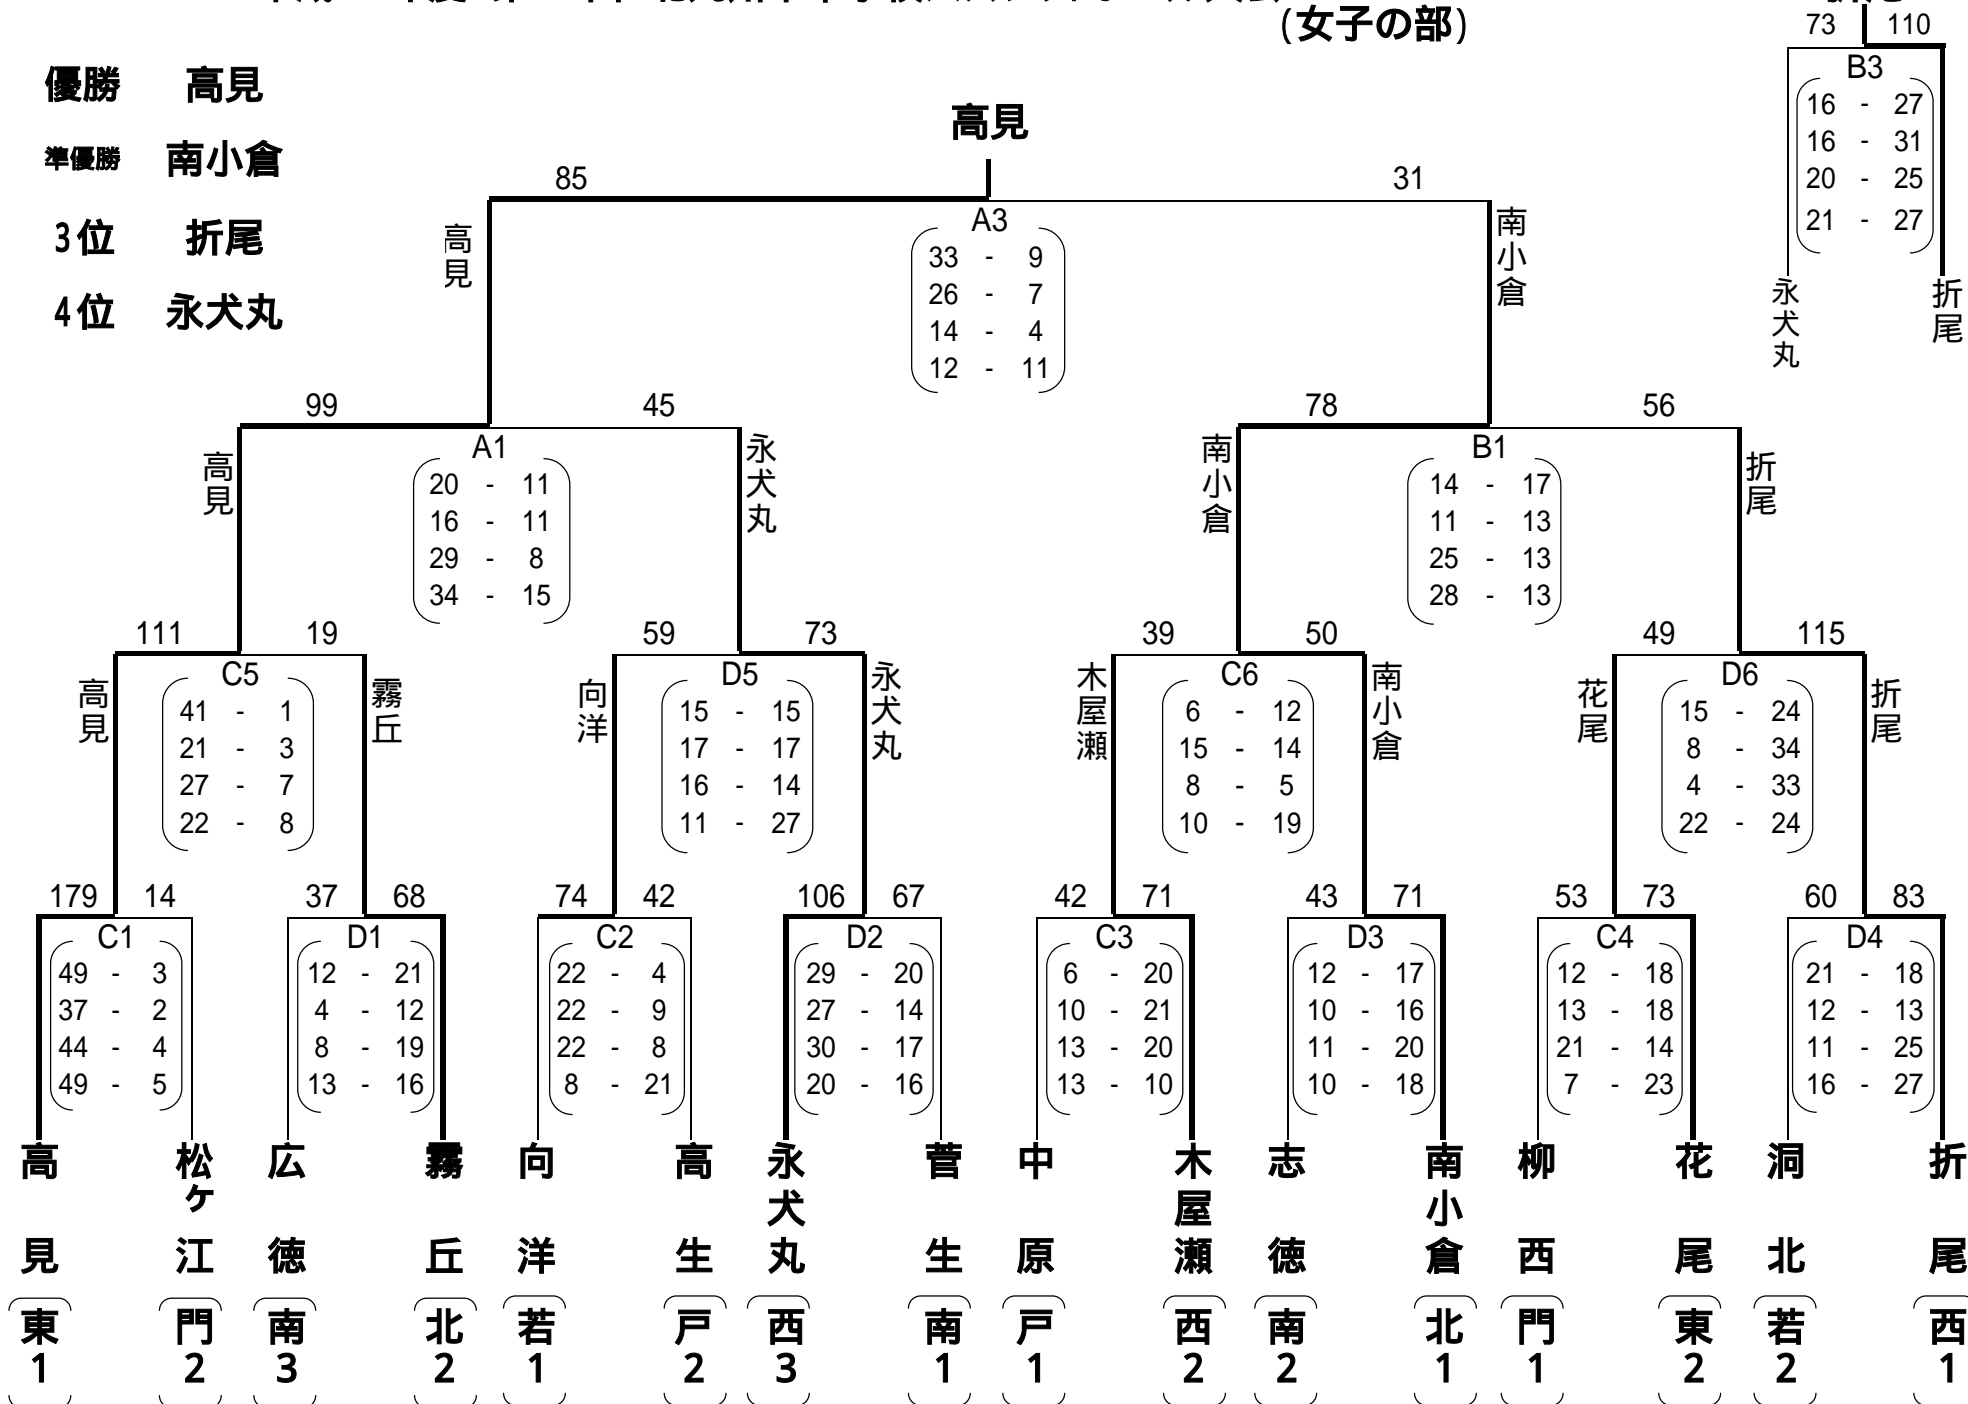 (女子の部)
優勝 高見
準優勝 南小倉
3位 折尾
4位 永犬丸
73 110
B3
16 - 27
16 - 31
20 - 25
21 - 27
永犬丸 折尾
高見
85 31
A3
33 - 9
26 - 7
14 - 4
12 - 11
高見 南小倉
99 45
A1
20 - 11
16 - 11
29 - 8
34 - 15
高見 永犬丸
78 56
B1
14 - 17
11 - 13
25 - 13
28 - 13
南小倉 折尾
111 19
C5
41 - 1
21 - 3
27 - 7
22 - 8
高見 霧丘
59 73
D5
15 - 15
17 - 17
16 - 14
11 - 27
向洋 永犬丸
39 50
C6
6 - 12
15 - 14
8 - 5
10 - 19
木屋瀬 南小倉
49 115
D6
15 - 24
8 - 34
4 - 33
22 - 24
花尾 折尾
179 14
C1
49 - 3
37 - 2
44 - 4
49 - 5
37 68
D1
12 - 21
4 - 12
8 - 19
13 - 16
74 42
C2
22 - 4
22 - 9
22 - 8
8 - 21
106 67
D2
29 - 20
27 - 14
30 - 17
20 - 16
42 71
C3
6 - 20
10 - 21
13 - 20
13 - 10
43 71
D3
12 - 17
10 - 16
11 - 20
10 - 18
53 73
C4
12 - 18
13 - 18
21 - 14
7 - 23
60 83
D4
21 - 18
12 - 13
11 - 25
16 - 27
高見
松ヶ江
広徳
霧丘
向洋
高生
永犬丸
菅生
中原
木屋瀬
志徳
南小倉
柳西
花尾
洞北
折尾
東1
門2
南3
北2
若1
戸2
西3
南1
戸1
西2
南2
北1
門1
東2
若2
西1